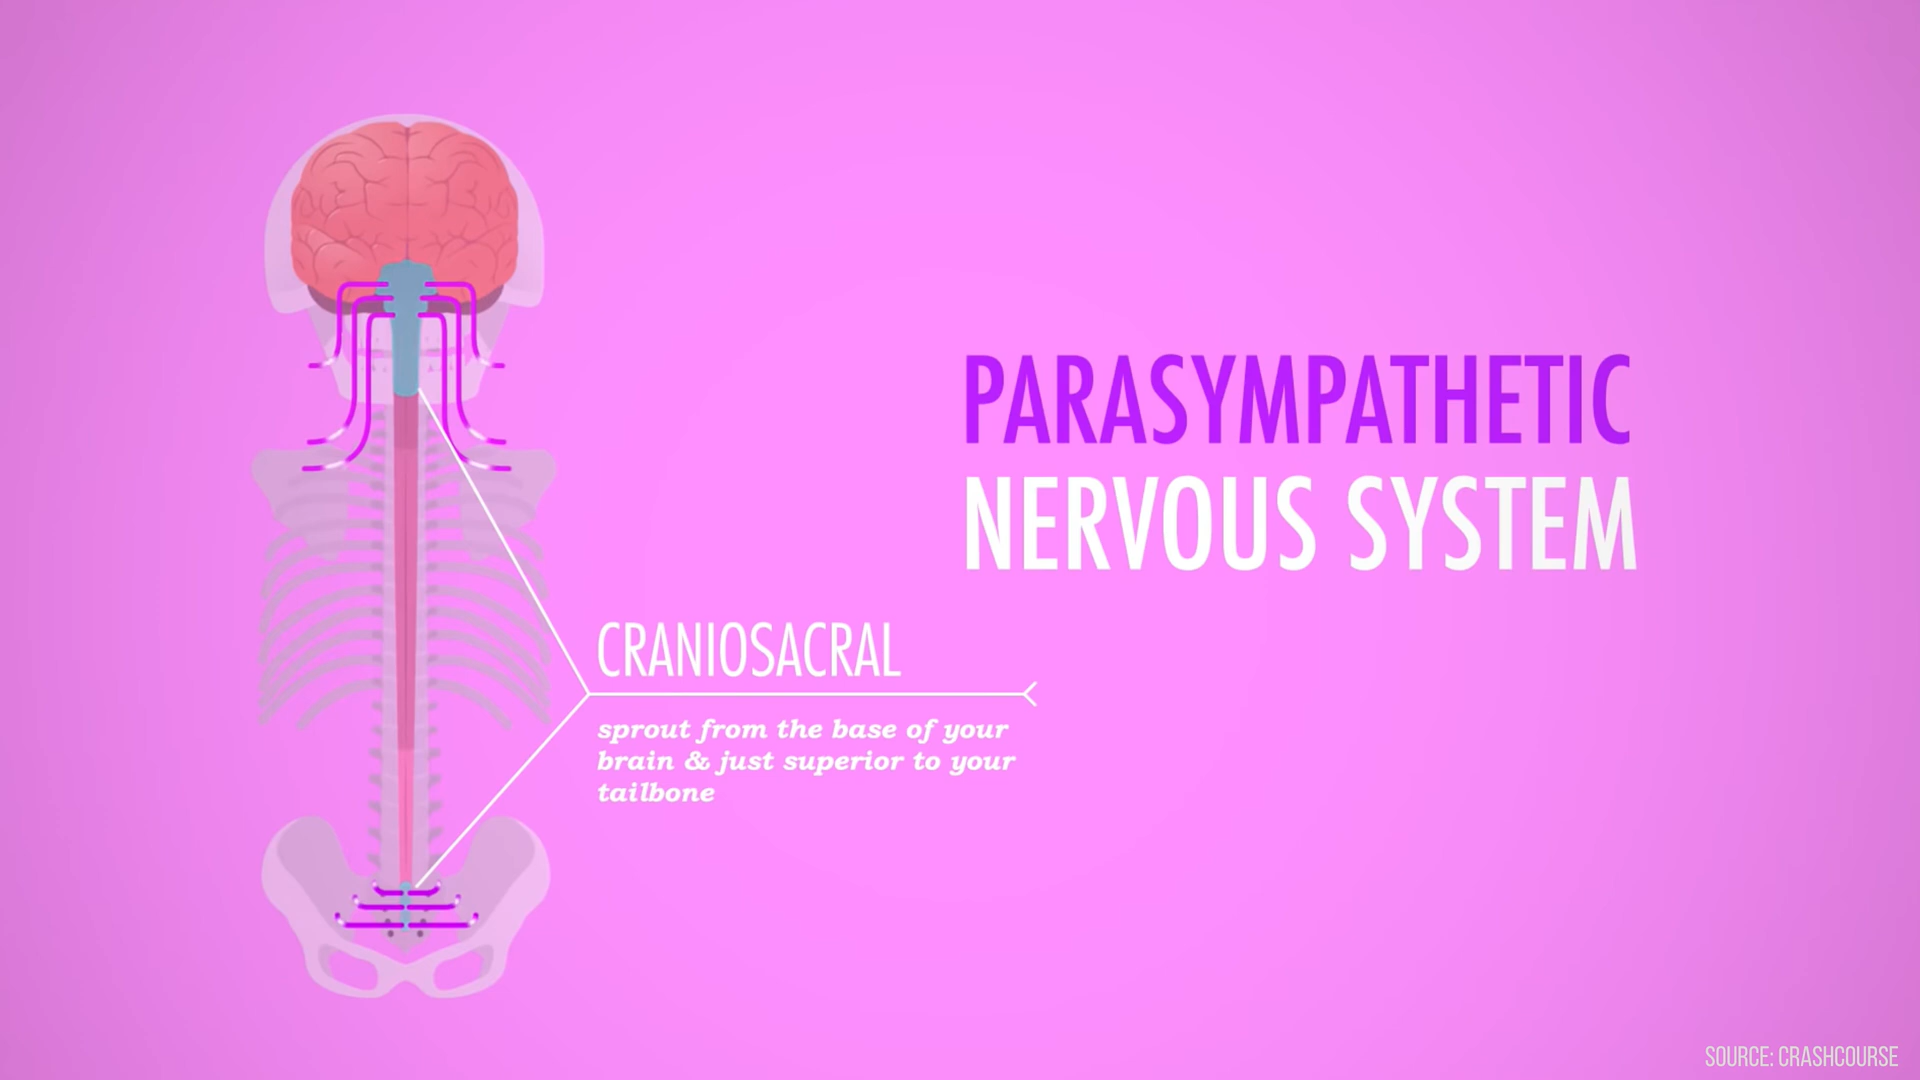 PARASYMPATHETIC
NERVOUS SYSTEM
CRANIOSACRAL
sprout from the base of your
brain & just superior to your
tailbone
SOURCE: CRASHCOURSE